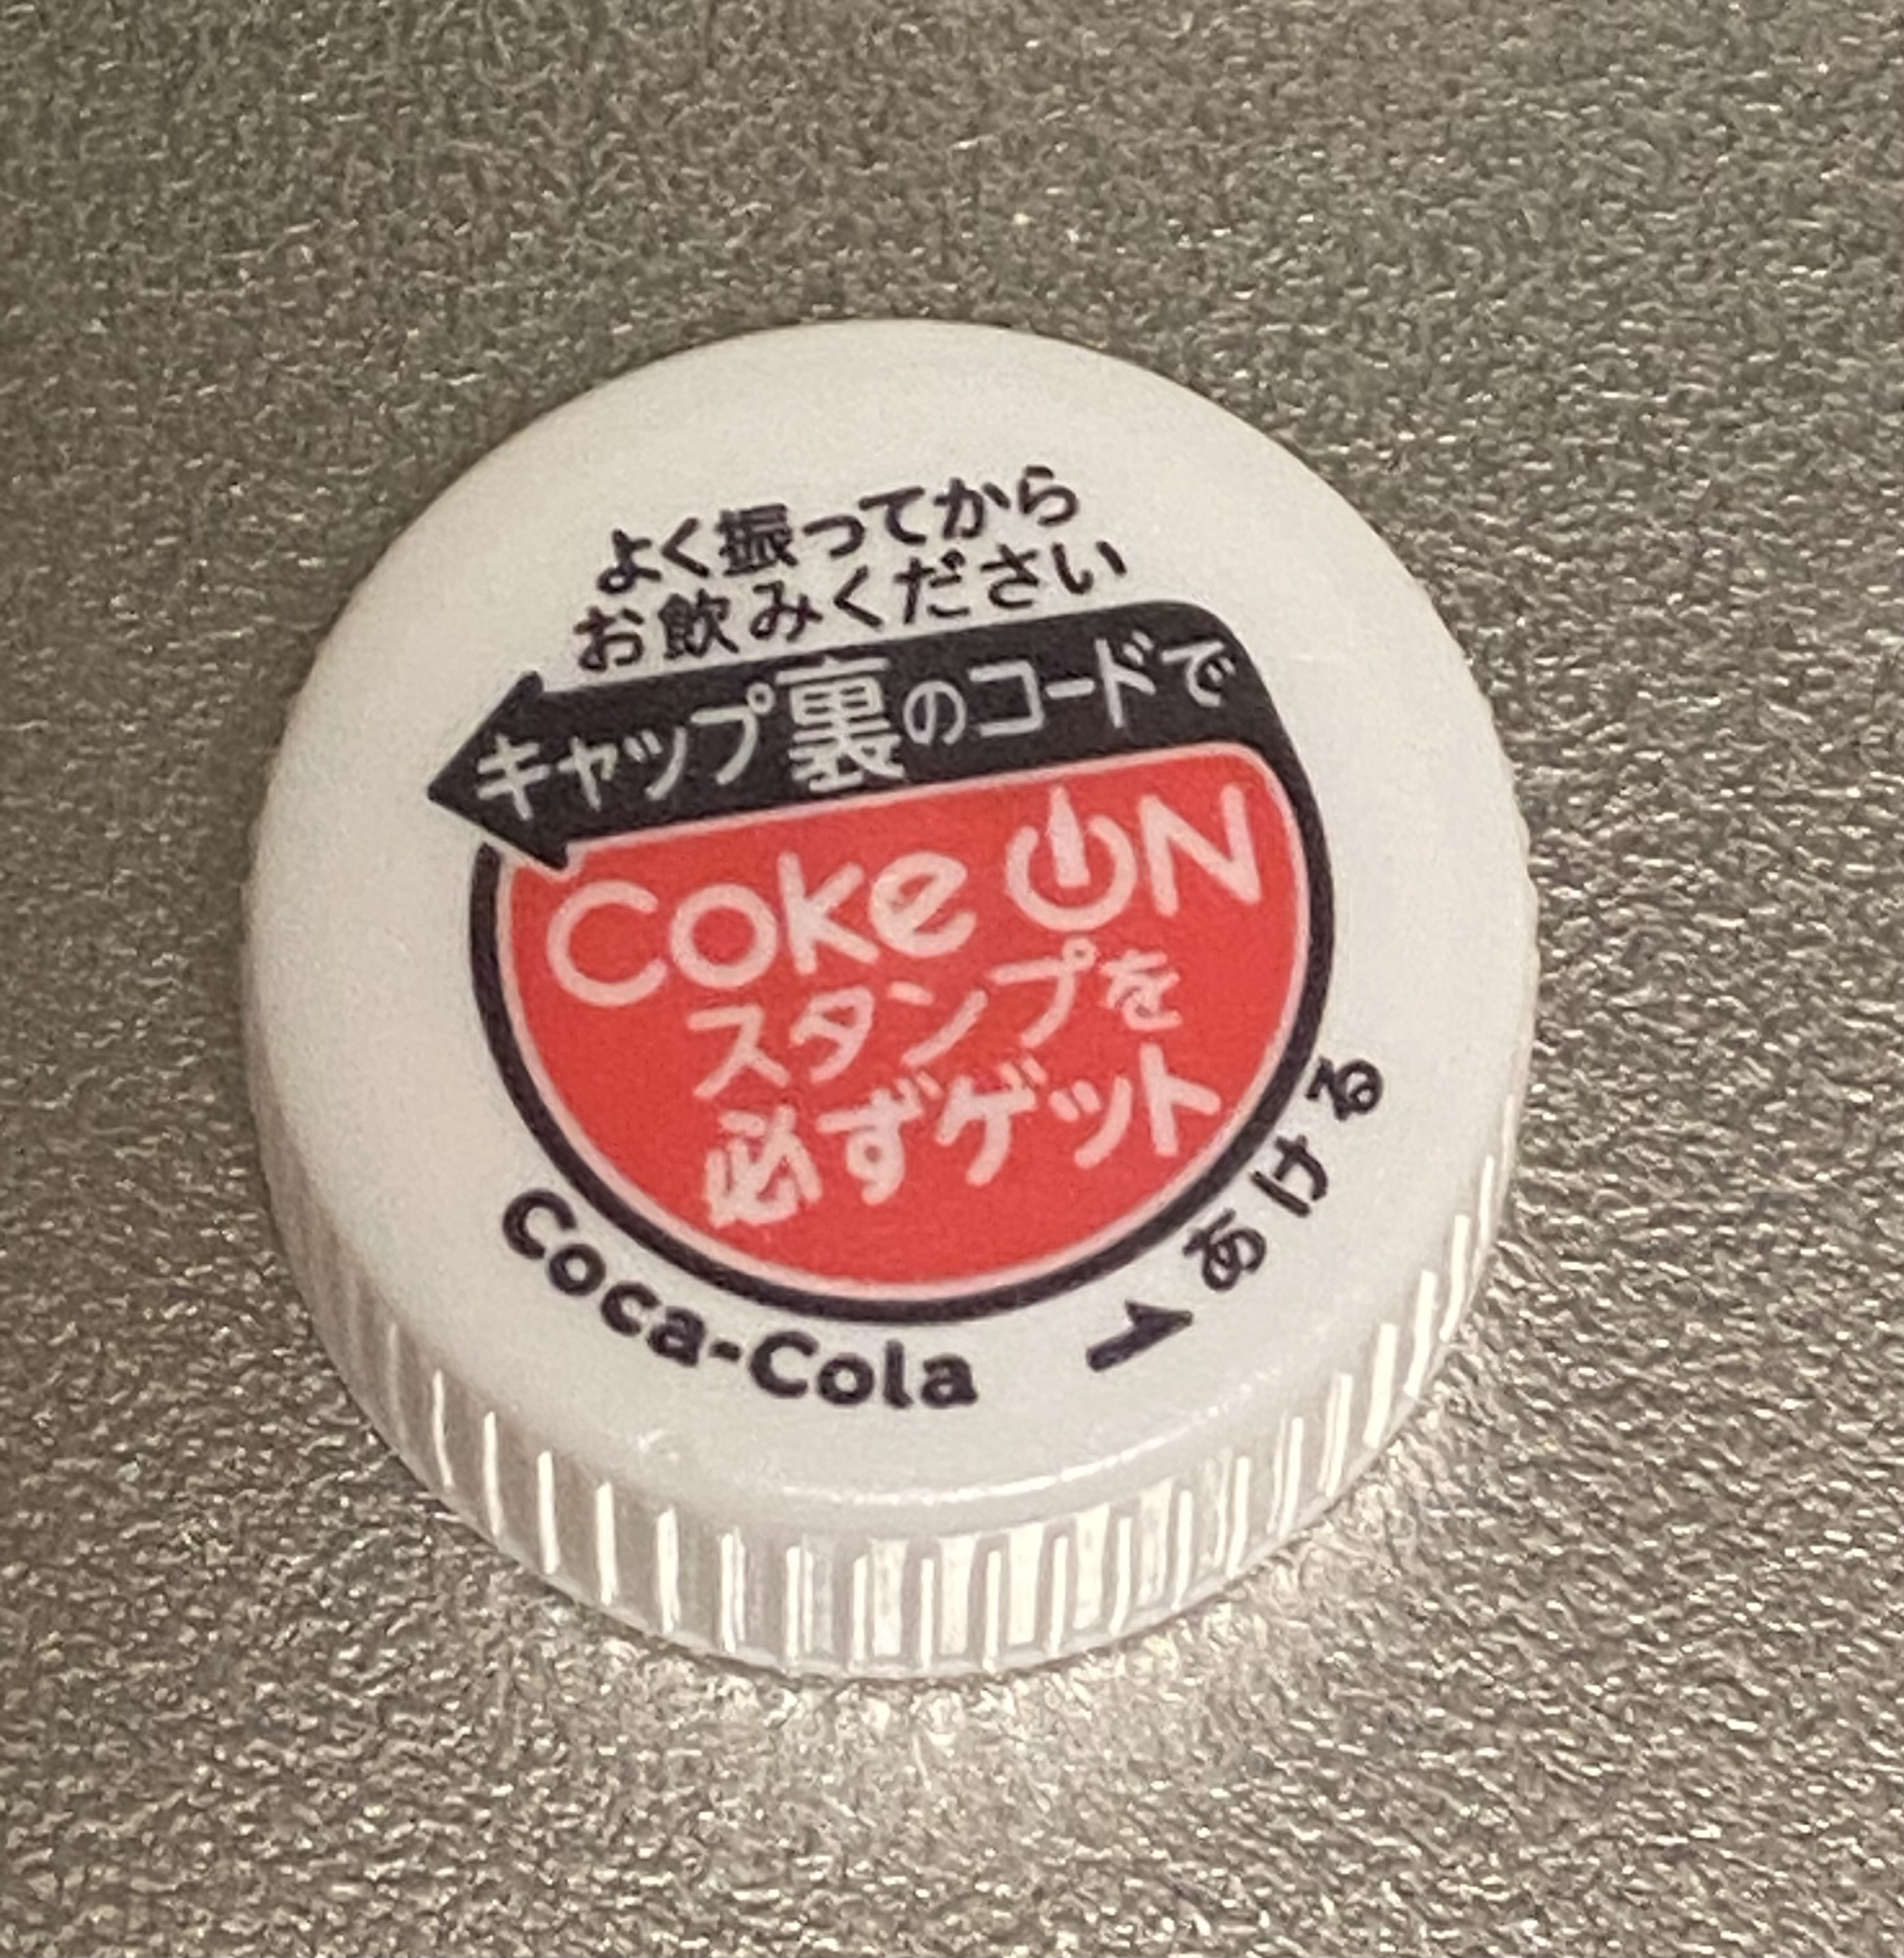 よく振ってから
お飲みください
キャップ裏のコードで
Coke ON
スタンプを
必ずゲット
Coca-Cola
あける